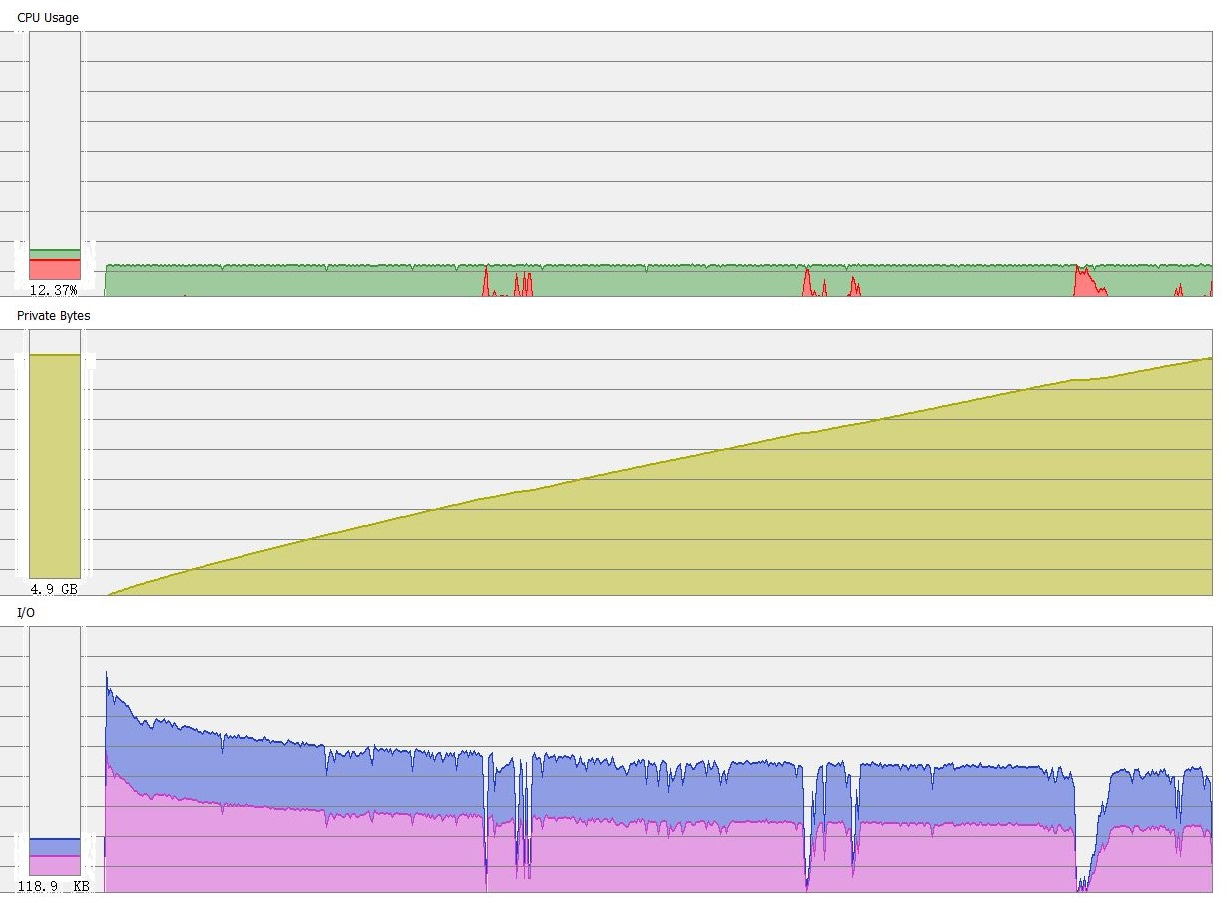 CPU Usage
12.37%
Private Bytes
4.9 GB
I/O
118.9 KB